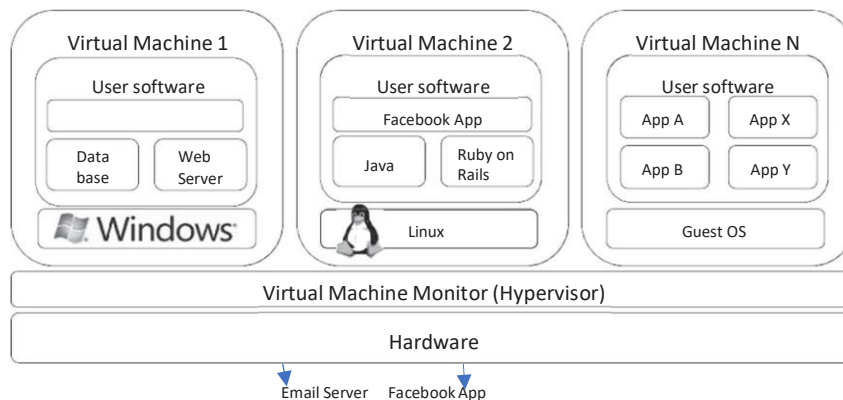 Virtual Machine 1
User software
Data
base
Web
Server
Windows
Virtual Machine 2
User software
Facebook App
Java
Ruby on
Rails
Linux
Virtual Machine N
User software
App A
App X
App B
App Y
Guest OS
Virtual Machine Monitor (Hypervisor)
Hardware
Email Server
Facebook App